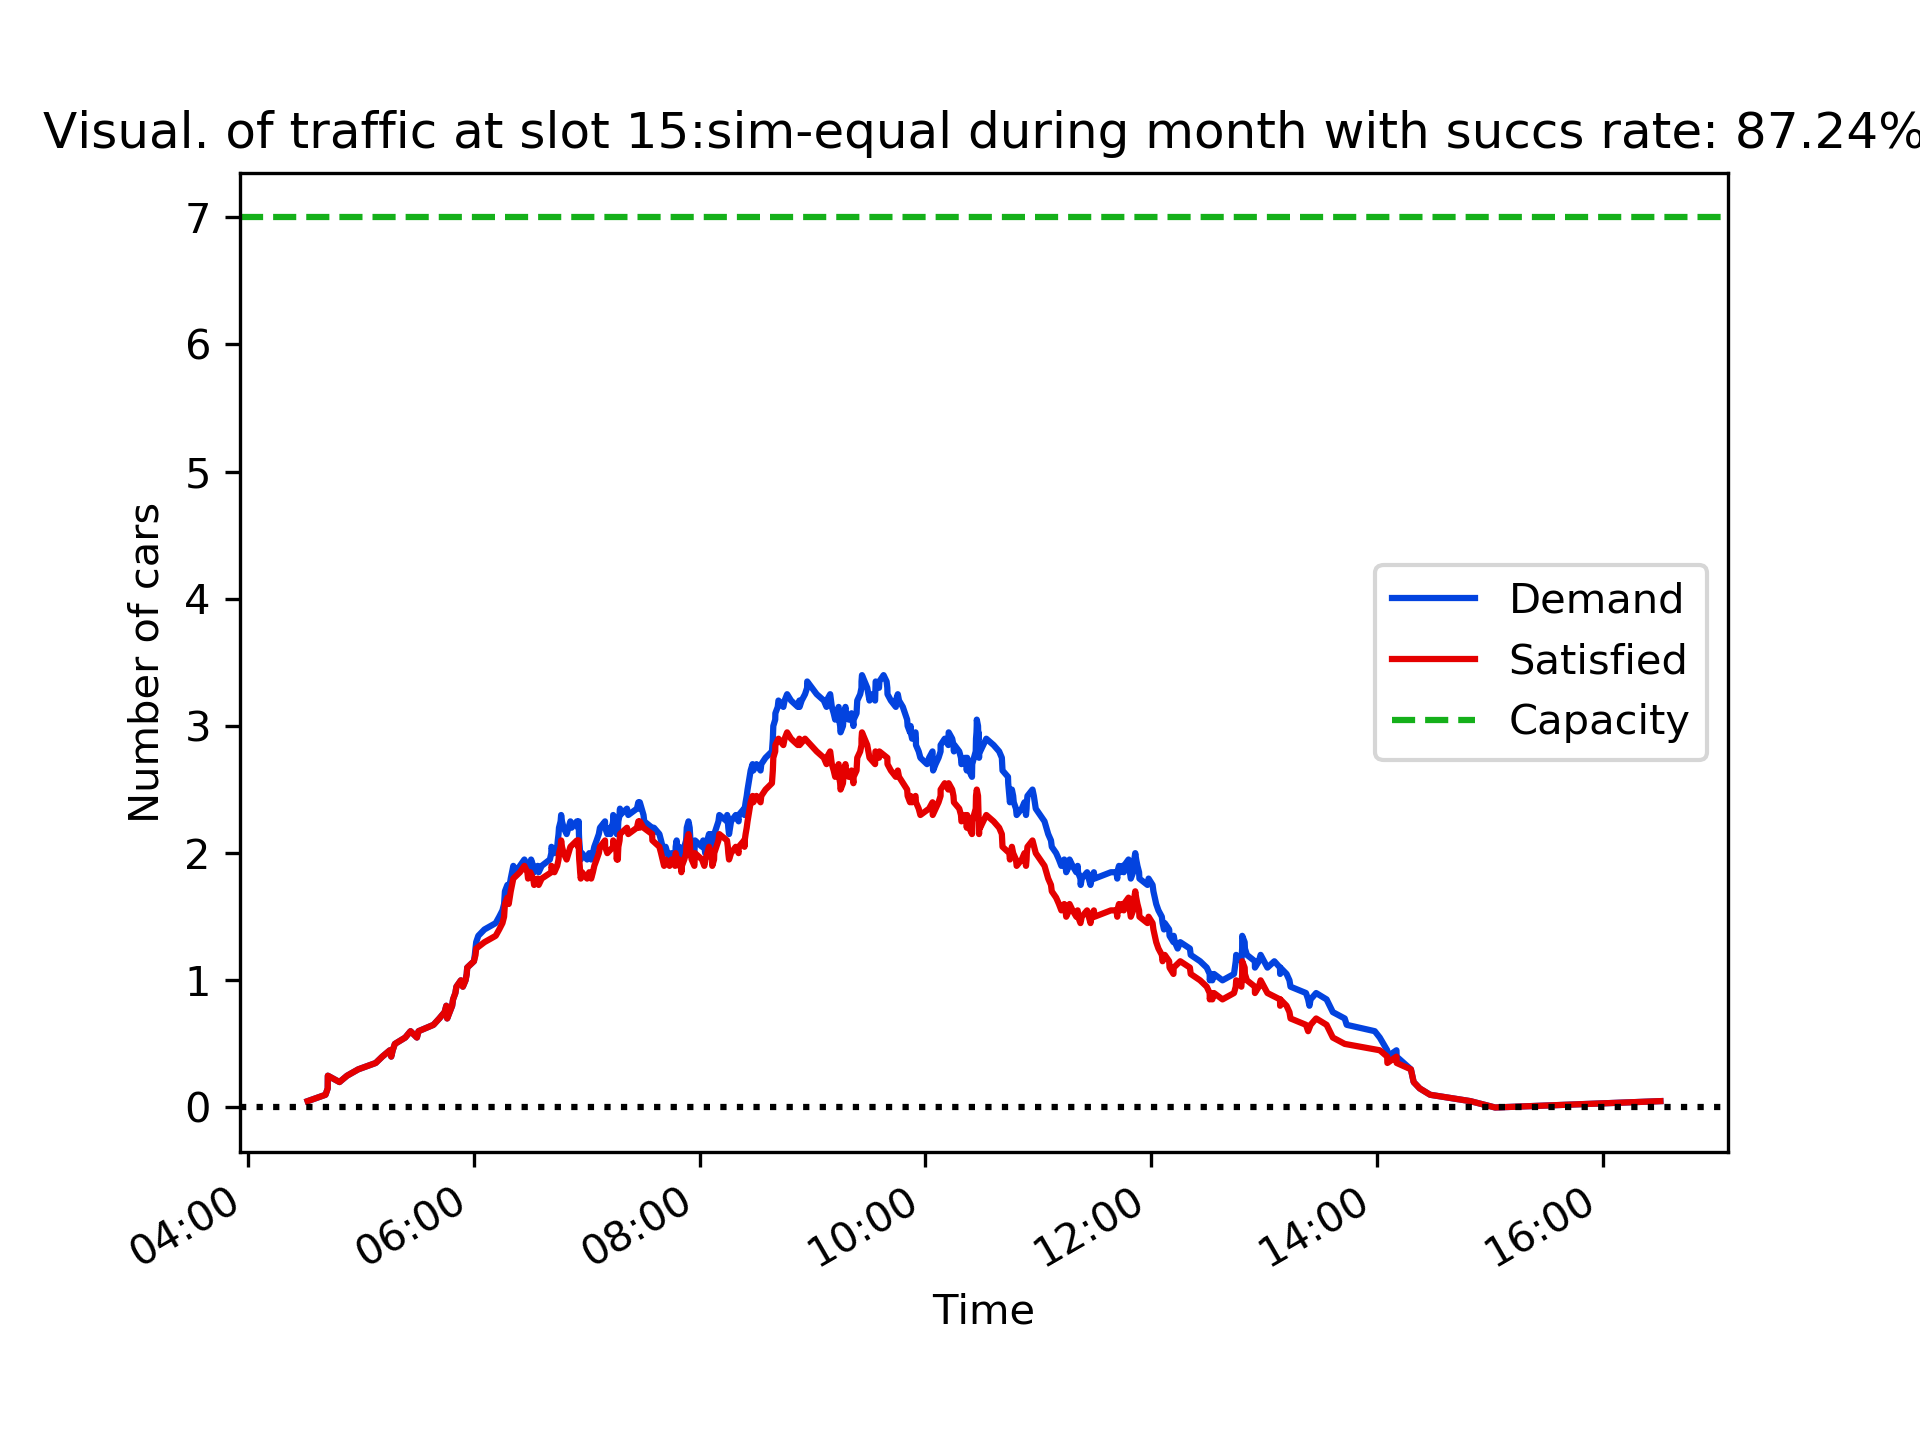 Visual. of traffic at slot 15:sim-equal during month with succs rate: 87.24%
7
6
5
4
3
2
1
0
Number of cars
Demand
Satisfied
Capacity
04:00
06:00
08:00
10:00
12:00
14:00
16:00
Time